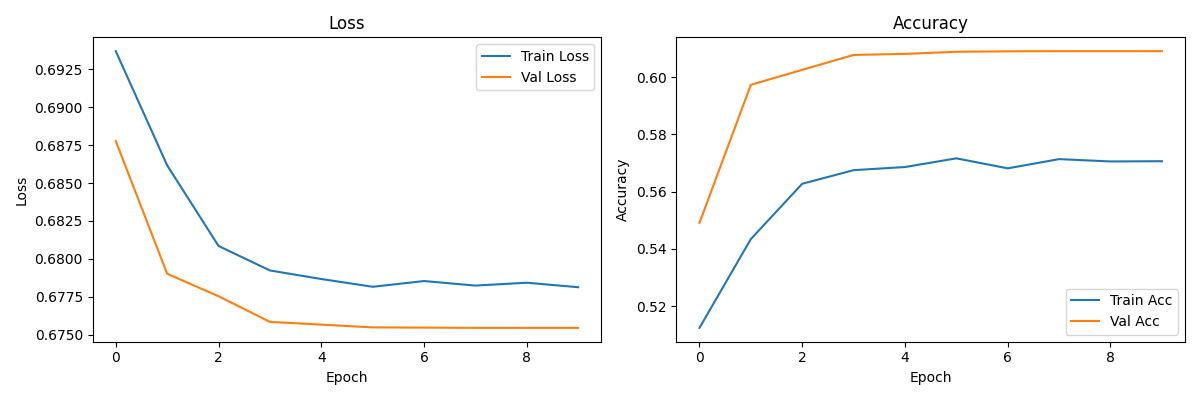 Loss
0.6925
0.6900
0.6875
0.6850
0.6825
0.6800
0.6775
0.6750
Loss
0 2 4 6 8
Epoch
Train Loss
Val Loss
Accuracy
0.60
0.58
0.56
0.54
0.52
Accuracy
0 2 4 6 8
Epoch
Train Acc
Val Acc